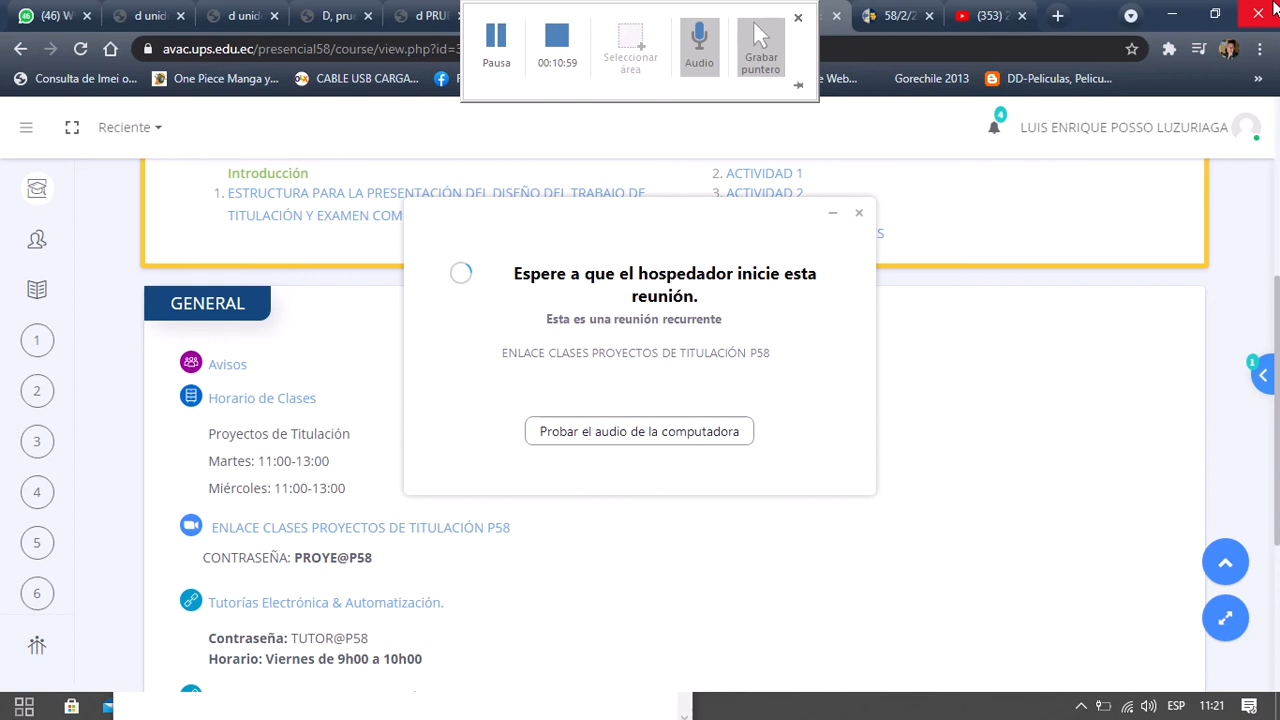 (46) W
58/2/
(353) 2
avac.ups.edu.ec/presencial58/course/view.php?id=3
Pausa
00:10:59
Seleccionar
área
Audio
Grabar
puntero
Catálogo de Imel o...
One Piece Manga y...
CABLE USB CARGA...
Web...
Gorechile 2013
DD-Peliculas, Pelicu...
»
Reciente
4
LUIS ENRIQUE POSSO LUZURIAGA
Introducción
1. ESTRUCTURA PARA LA PRESENTACIÓN DEL DISEÑO DEL TRABAJO DE
TITULACIÓN Y EXAMEN COM
2. ACTIVIDAD 1
3. ACTIVIDAD 2
S
Espere a que el hospedador inicie esta
reunión.
Esta es una reunión recurrente
ENLACE CLASES PROYECTOS DE TITULACIÓN P58
Probar el audio de la computadora
GENERAL
Avisos
Horario de Clases
Proyectos de Titulación
Martes: 11:00-13:00
Miércoles: 11:00-13:00
ENLACE CLASES PROYECTOS DE TITULACIÓN P58
CONTRASEÑA: PROYE@P58
Tutorías Electrónica & Automatización.
Contraseña: TUTOR@P58
Horario: Viernes de 9h00 a 10h00
1
2
3
4
5
6
1
ESP
11:21